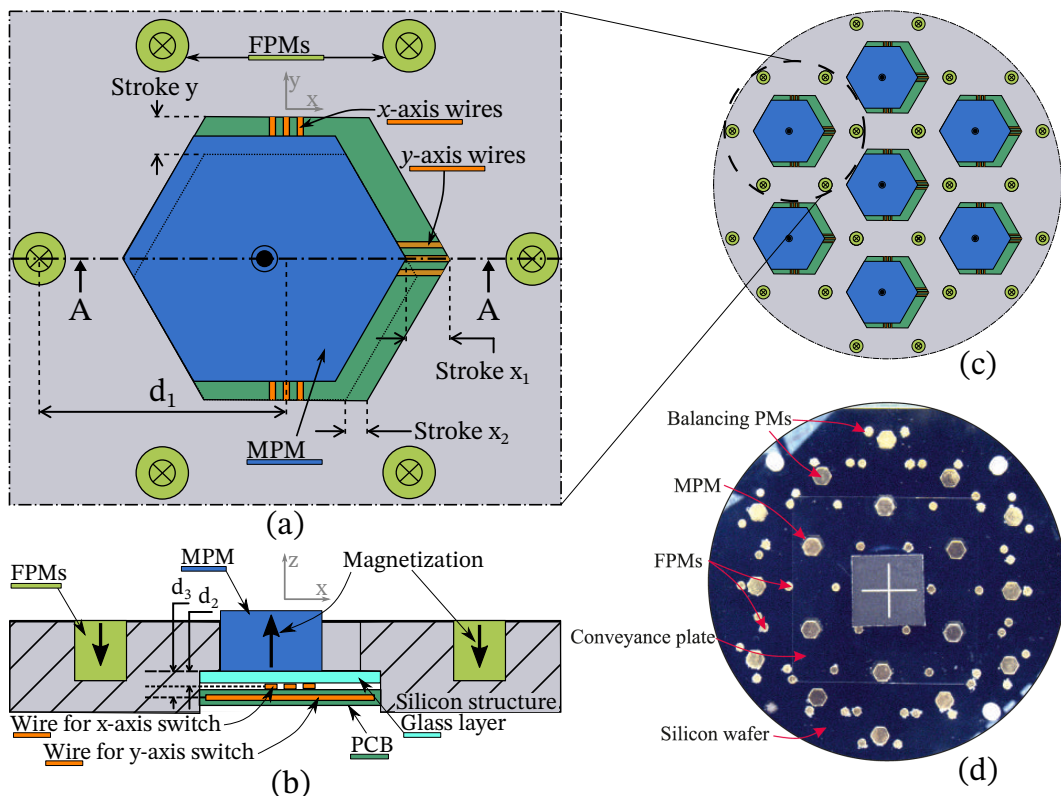 FPMs
Stroke y
y
x
x-axis wires
y-axis wires
A
A
d1
Stroke x1
Stroke x2
MPM
(a)
(c)
FPMs
MPM
z
x
Magnetization
d3
d2
Silicon structure
Glass layer
Wire for x-axis switch
Wire for y-axis switch
PCB
(b)
Balancing PMs
MPM
FPMs
Conveyance plate
Silicon wafer
(d)